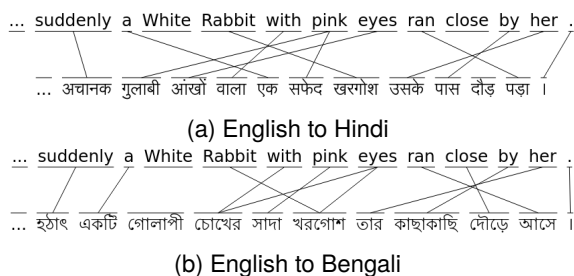 ... suddenly a White Rabbit with pink eyes ran close by her .
... अचानक गुलाबी आंखों वाला एक सफेद खरगोश उसके पास दौड़ पड़ा ।
(a) English to Hindi
... suddenly a White Rabbit with pink eyes ran close by her .
... হঠাৎ একটি গোলাপী চোখের সাদা খরগোশ তার কাছাকাছি দৌড়ে আসে ।
(b) English to Bengali